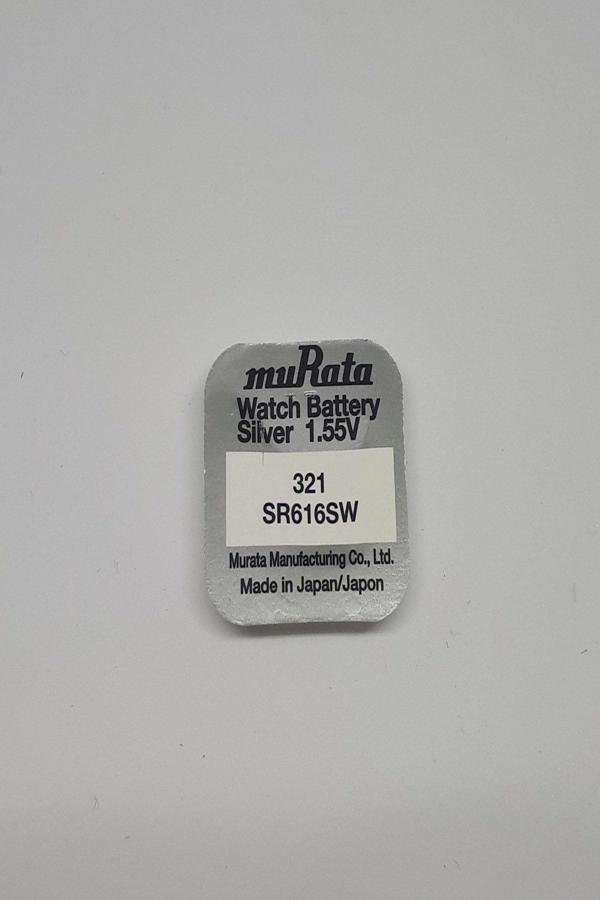 muRata
Watch Battery
Silver 1.55V
321
SR616SW
Murata Manufacturing Co., Ltd.
Made in Japan/Japon